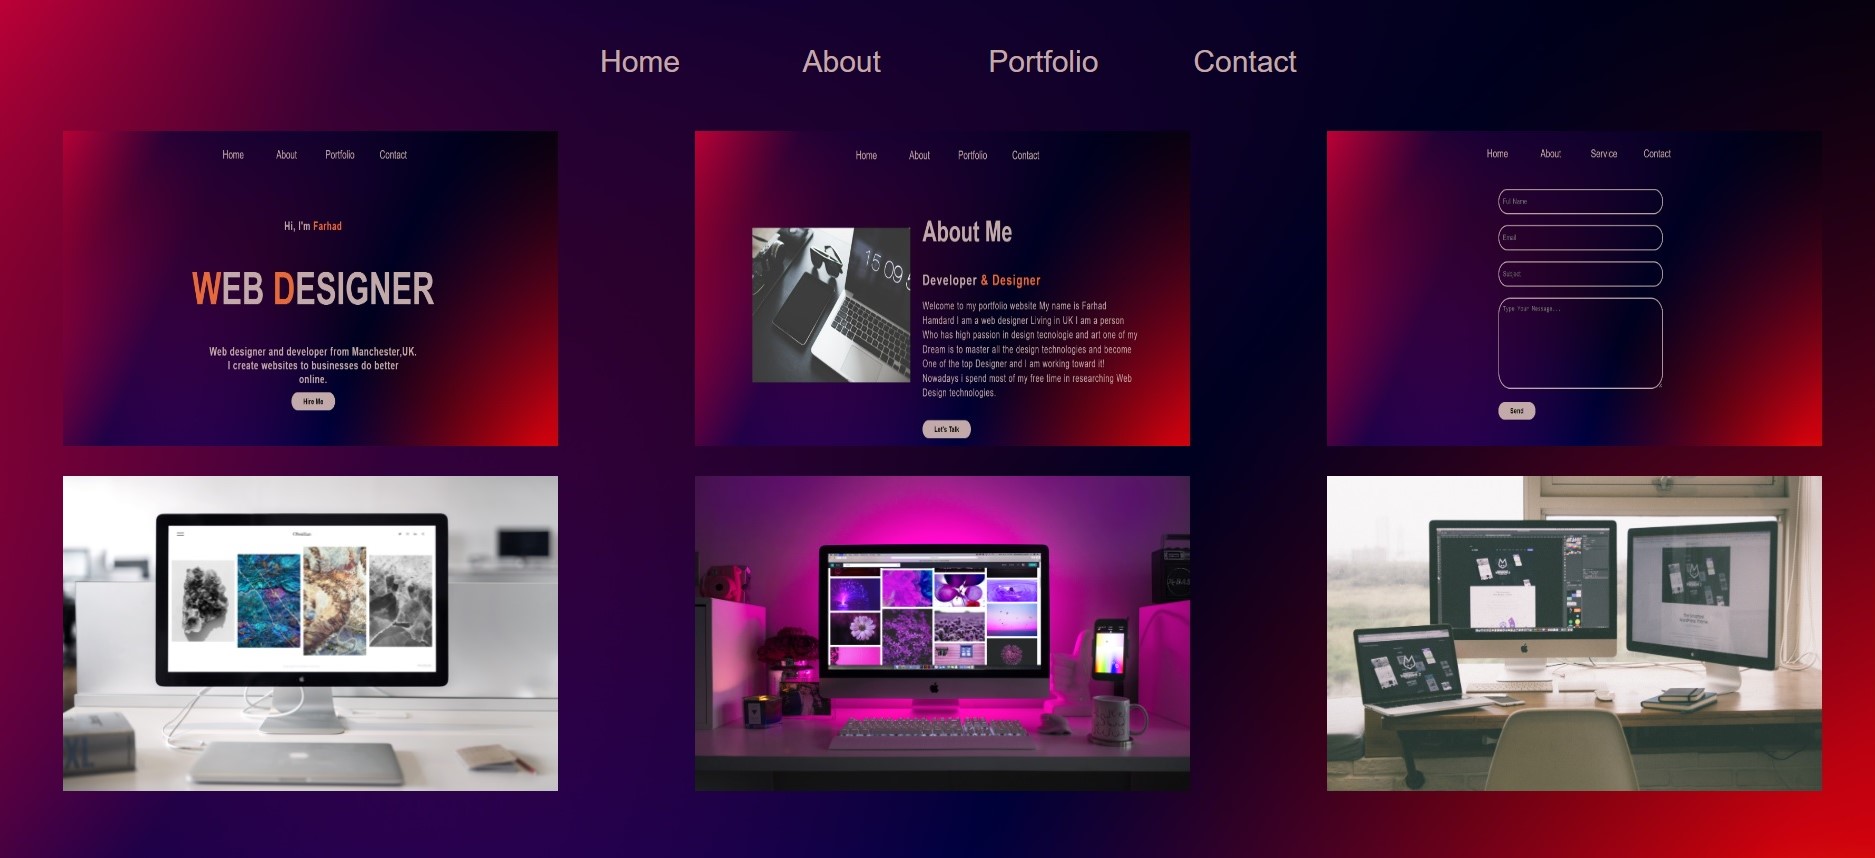 Home About Portfolio Contact
Home About Portfolio Contact
Hi, I'm Farhad
WEB DESIGNER
Web designer and developer from Manchester,UK.
I create websites to businesses do better
online.
Hire Me
Home About Portfolio Contact
15 09
About Me
Developer & Designer
Welcome to my portfolio website My name is Farhad
Hamdard I am a web designer Living in UK I am a person
Who has high passion in design tecnologie and art one of my
Dream is to master all the design technologies and become
One of the top Designer and I am working toward it!
Nowadays i spend most of my free time in researching Web
Design technologies.
Let's Talk
Home About Service Contact
Full Name
Email
Subject
Type Your Message...
Send
XL